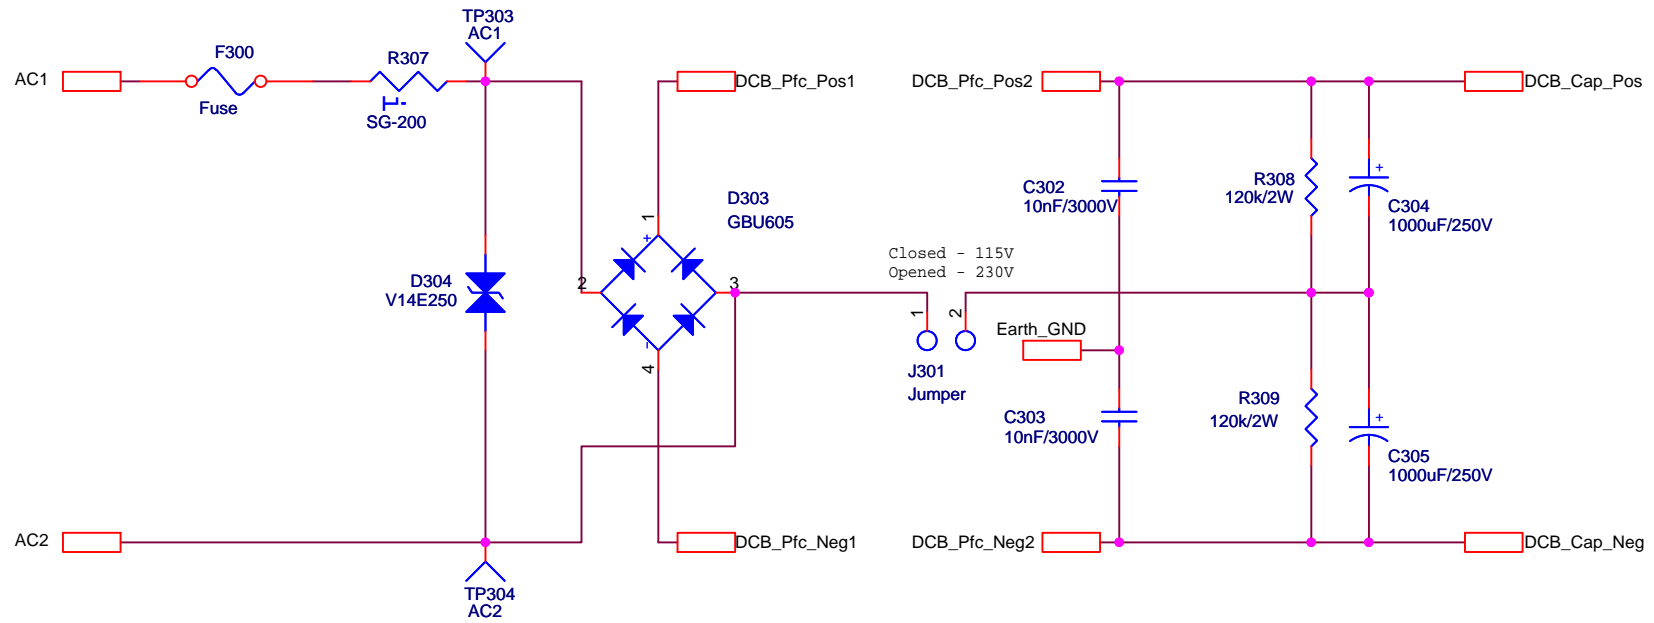 TP303
AC1
F300
R307
AC1
Fuse
SG-200
DCB_Pfc_Pos1
DCB_Pfc_Pos2
DCB_Cap_Pos
D303
GBU605
1
+
2
3
-
4
D304
V14E250
Closed - 115V
Opened - 230V
1
2
J301
Jumper
Earth_GND
C302
10nF/3000V
R308
120k/2W
+
C304
1000uF/250V
C303
10nF/3000V
R309
120k/2W
+
C305
1000uF/250V
AC2
DCB_Pfc_Neg1
DCB_Pfc_Neg2
DCB_Cap_Neg
TP304
AC2